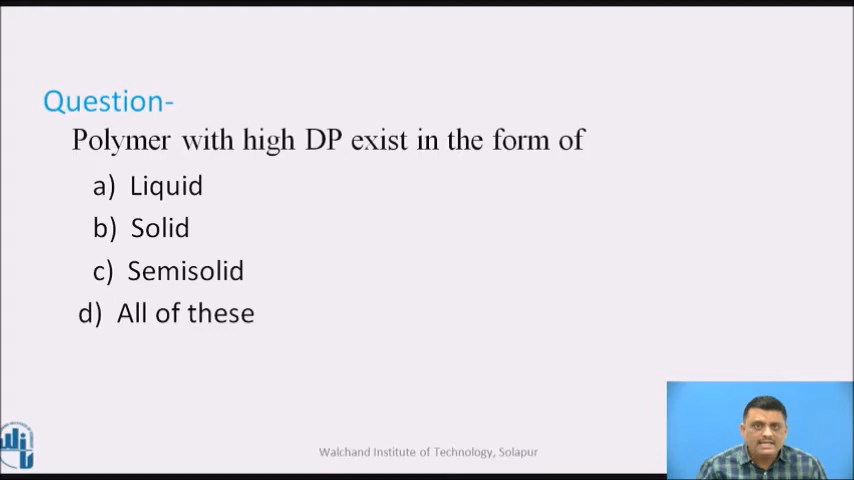 Question-
Polymer with high DP exist in the form of
a) Liquid
b) Solid
c) Semisolid
d) All of these
Walchand Institute of Technology, Solapur